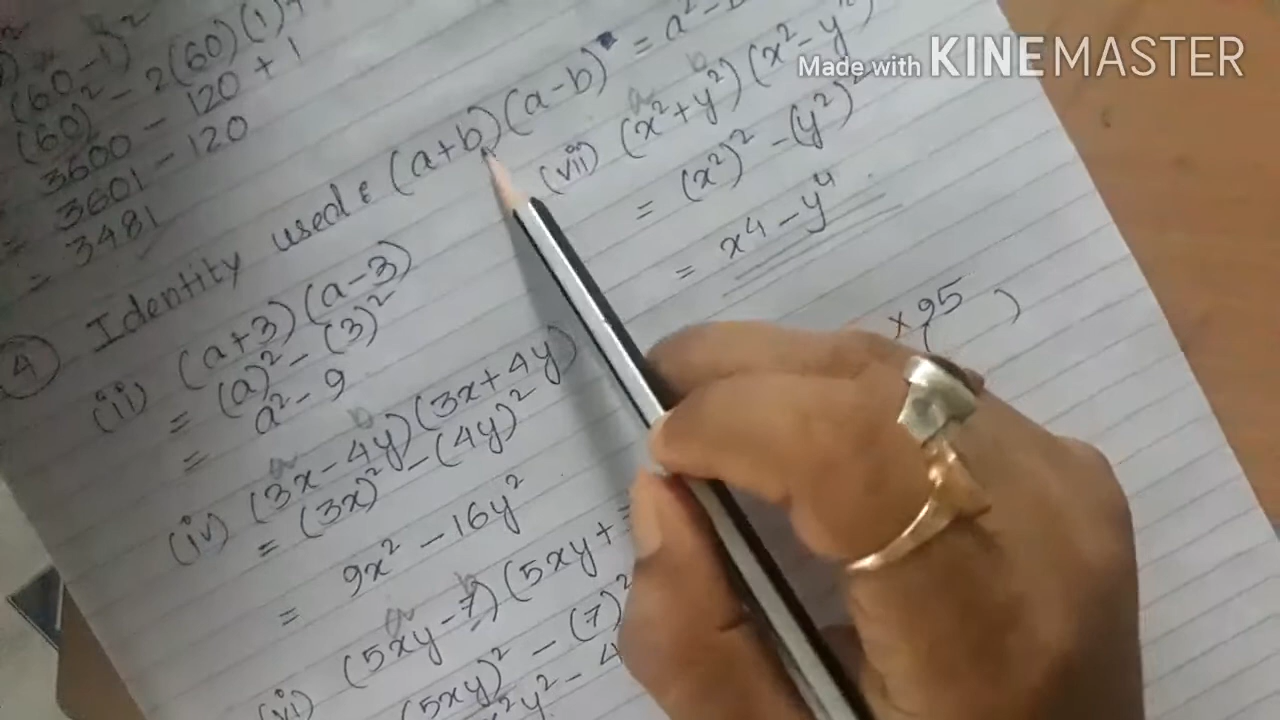 (60-1)²
(60)² - 2(60)(1)+
3600 - 120 + 1
= 3601 - 120
= 3481
④ Identity used : (a+b)(a-b) = a² -
(ii) (a+3)(a-3)
= (a)² - (3)²
= a² - 9
a b
(iv) (3x-4y)(3x+4y)
= (3x)² - (4y)²
= 9x² - 16y²
a b
(vi) (5xy-7)(5xy+
(5xy)² - (7)²
x²y² - 4
a b
(vii) (x²+y²)(x²-y²)
= (x²)² - (y²)²
= x⁴ - y⁴
× 95
( )
Made with KINEMASTER